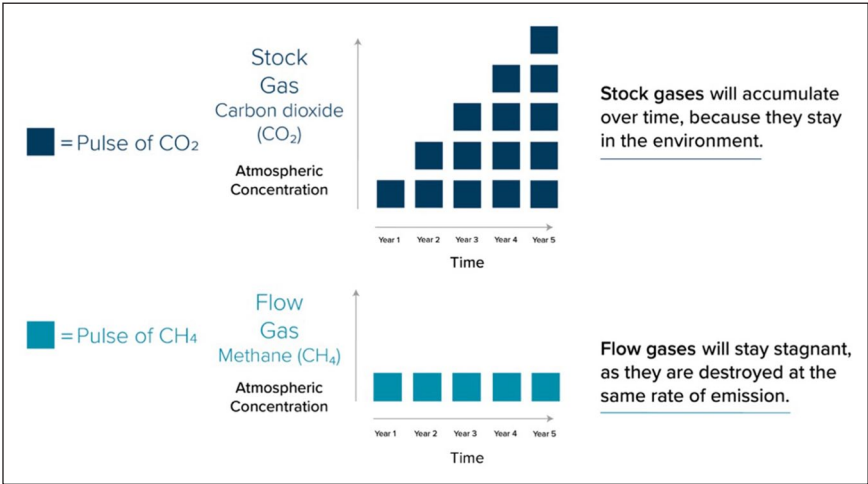 Stock
Gas
Carbon dioxide
(CO₂)
= Pulse of CO₂
Atmospheric
Concentration
Year 1 Year 2 Year 3 Year 4 Year 5
Time
Stock gases will accumulate
over time, because they stay
in the environment.
Flow
Gas
Methane (CH₄)
= Pulse of CH₄
Atmospheric
Concentration
Year 1 Year 2 Year 3 Year 4 Year 5
Time
Flow gases will stay stagnant,
as they are destroyed at the
same rate of emission.